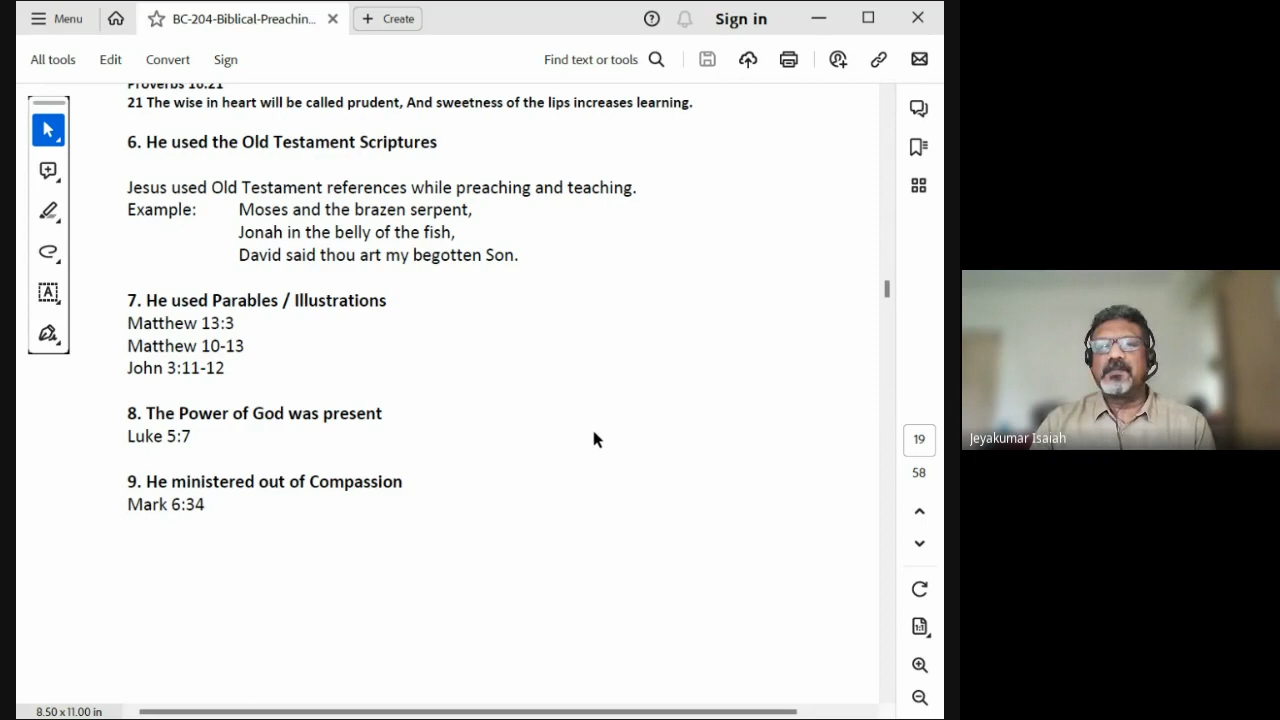 Menu
BC-204-Biblical-Preachin...
Create
Sign in
All tools
Edit
Convert
Sign
Find text or tools
Proverbs 16:21
21 The wise in heart will be called prudent, And sweetness of the lips increases learning.
6. He used the Old Testament Scriptures
Jesus used Old Testament references while preaching and teaching.
Example: Moses and the brazen serpent,
Jonah in the belly of the fish,
David said thou art my begotten Son.
7. He used Parables / Illustrations
Matthew 13:3
Matthew 10-13
John 3:11-12
8. The Power of God was present
Luke 5:7
9. He ministered out of Compassion
Mark 6:34
19
58
8.50 x 11.00 in
Jeyakumar Isaiah